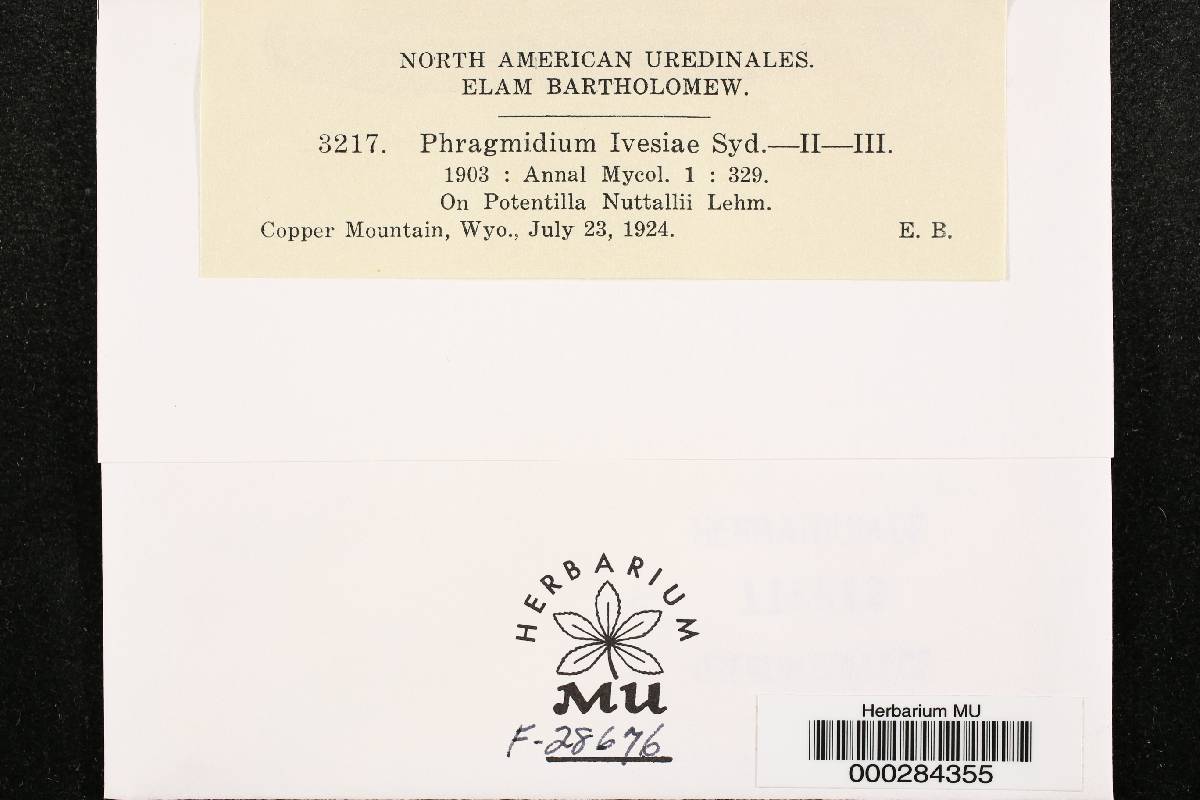 NORTH AMERICAN UREDINALES.
ELAM BARTHOLOMEW.
3217. Phragmidium Ivesiae Syd.—II—III.
1903 : Annal Mycol. 1 : 329.
On Potentilla Nuttallii Lehm.
Copper Mountain, Wyo., July 23, 1924. E. B.
HERBARIUM
MU
F-28676
Herbarium MU
000284355